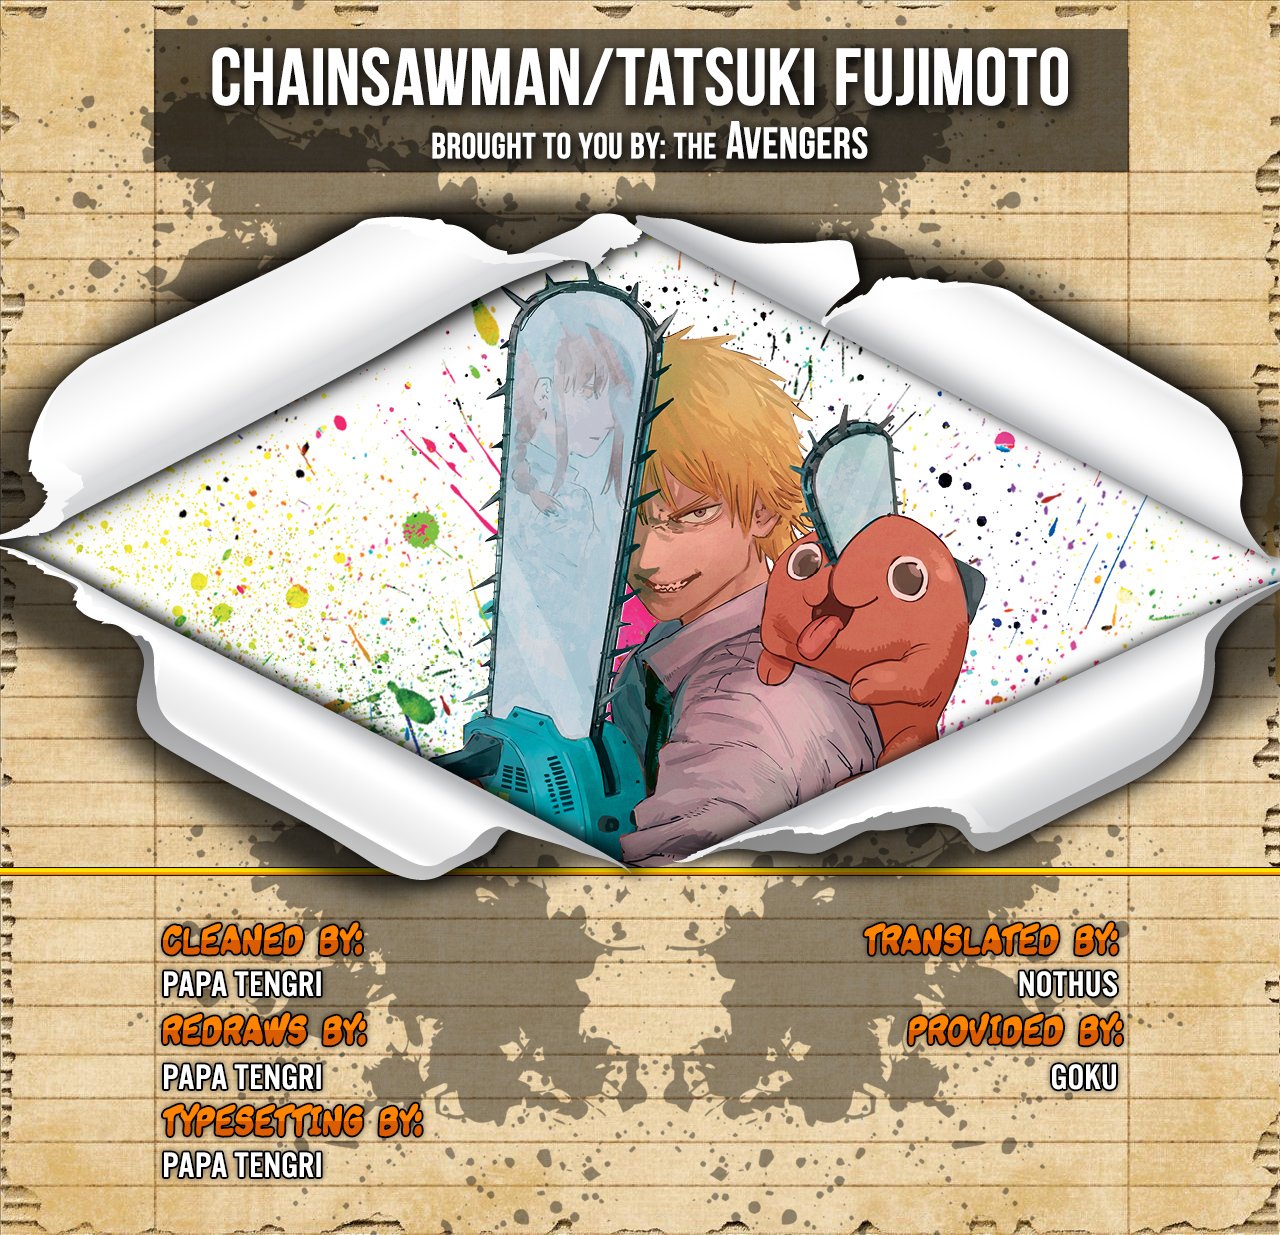 CHAINSAWMAN/TATSUKI FUJIMOTO
BROUGHT TO YOU BY: THE AVENGERS
CLEANED BY:
PAPA TENGRI
REDRAWS BY:
PAPA TENGRI
TYPESETTING BY:
PAPA TENGRI
TRANSLATED BY:
NOTHUS
PROVIDED BY:
GOKU